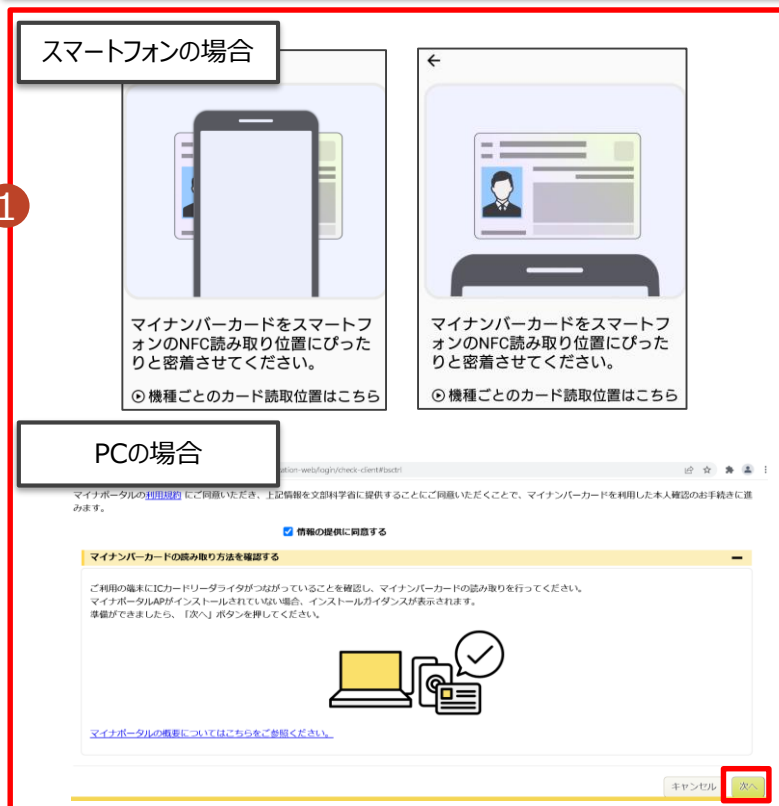 スマートフォンの場合
1
マイナンバーカードをスマートフ
ォンのNFC読み取り位置にぴった
りと密着させてください。
機種ごとのカード読取位置はこちら
マイナンバーカードをスマートフ
ォンのNFC読み取り位置にぴった
りと密着させてください。
機種ごとのカード読取位置はこちら
PCの場合
ation-web/login/check-client#bsctrl
マイナポータルの利用規約 にご同意いただき、上記情報を文部科学省に提供することにご同意いただくことで、マイナンバーカードを利用した本人確認のお手続きに進
みます。
情報の提供に同意する
マイナンバーカードの読み取り方法を確認する
ご利用の端末にICカードリーダライタがつながっていることを確認し、マイナンバーカードの読み取りを行ってください。
マイナポータルAPがインストールされていない場合、インストールガイダンスが表示されます。
準備ができましたら、「次へ」ボタンを押してください。
マイナポータルの概要についてはこちらをご参照ください。
キャンセル
次へ